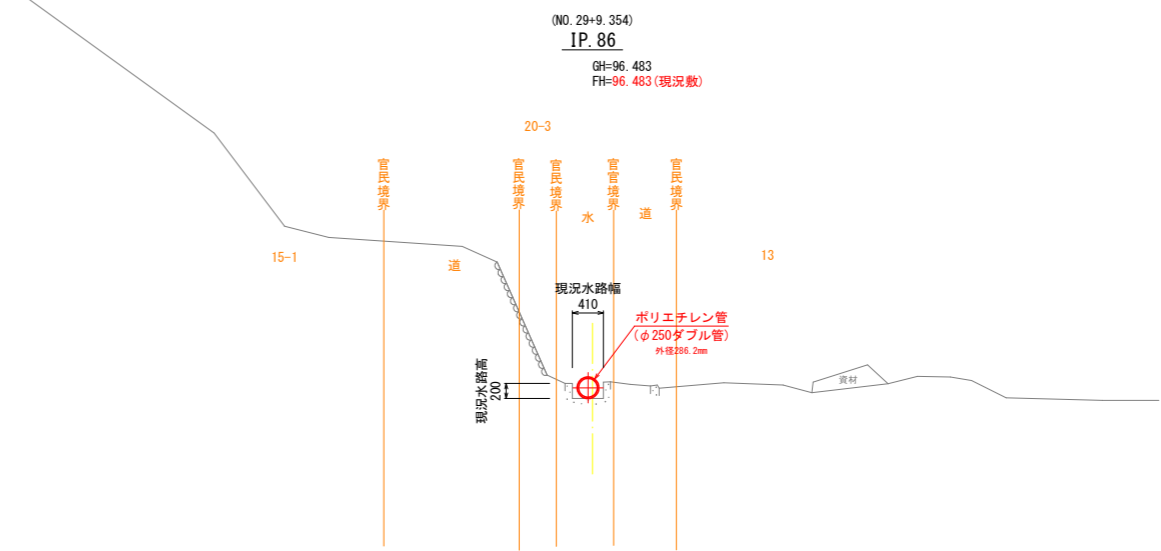 (NO. 29+9. 354)
IP. 86
GH=96. 483
FH=96. 483(現況敷)
20-3
官民境界
官民境界
官民境界
官官境界
官民境界
水
道
15-1
道
13
現況水路幅
410
ポリエチレン管
(φ250ダブル管)
外径286.2mm
現況水路高
200
資材